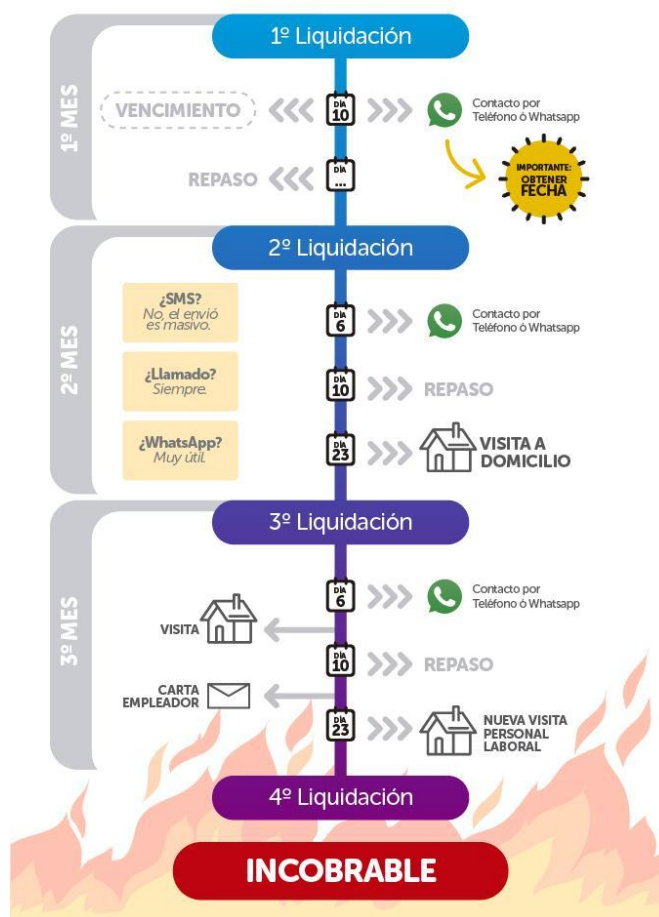 1º Liquidación
1º MES
VENCIMIENTO
DÍA
10
Contacto por
Teléfono ó Whatsapp
IMPORTANTE:
OBTENER
FECHA
REPASO
DÍA
...
2º Liquidación
2º MES
¿SMS?
No, el envió
es masivo.
DÍA
6
Contacto por
Teléfono ó Whatsapp
¿Llamado?
Siempre.
DÍA
10
REPASO
¿WhatsApp?
Muy útil.
DÍA
23
VISITA A
DOMICILIO
3º Liquidación
3º MES
DÍA
6
Contacto por
Teléfono ó Whatsapp
VISITA
DÍA
10
REPASO
CARTA
EMPLEADOR
DÍA
23
NUEVA VISITA
PERSONAL
LABORAL
4º Liquidación
INCOBRABLE